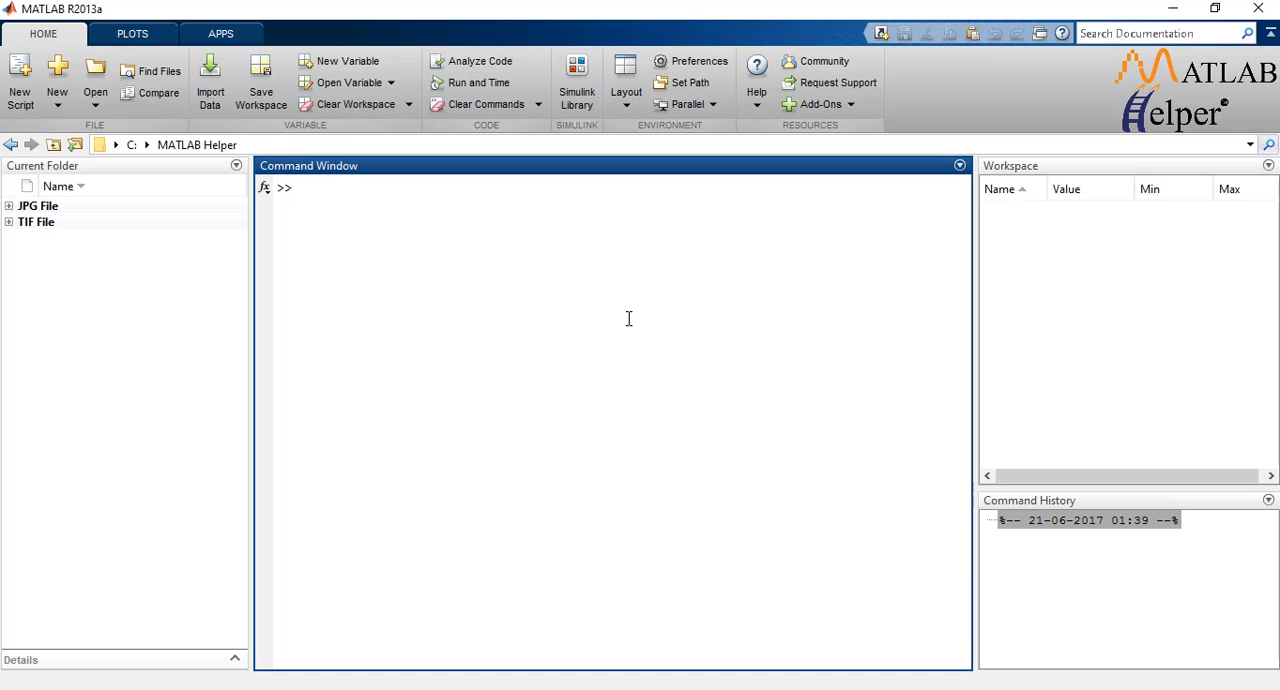 MATLAB R2013a
HOME PLOTS APPS
Search Documentation
New Script
New
Open
Find Files
Compare
FILE
Import Data
Save Workspace
New Variable
Open Variable
Clear Workspace
VARIABLE
Analyze Code
Run and Time
Clear Commands
CODE
Simulink Library
SIMULINK
Layout
Preferences
Set Path
Parallel
ENVIRONMENT
Help
Community
Request Support
Add-Ons
RESOURCES
MATLAB
Helper®
C: MATLAB Helper
Current Folder
Name
JPG File
TIF File
Details
Command Window
fx >>
Workspace
Name Value Min Max
Command History
%-- 21-06-2017 01:39 --%